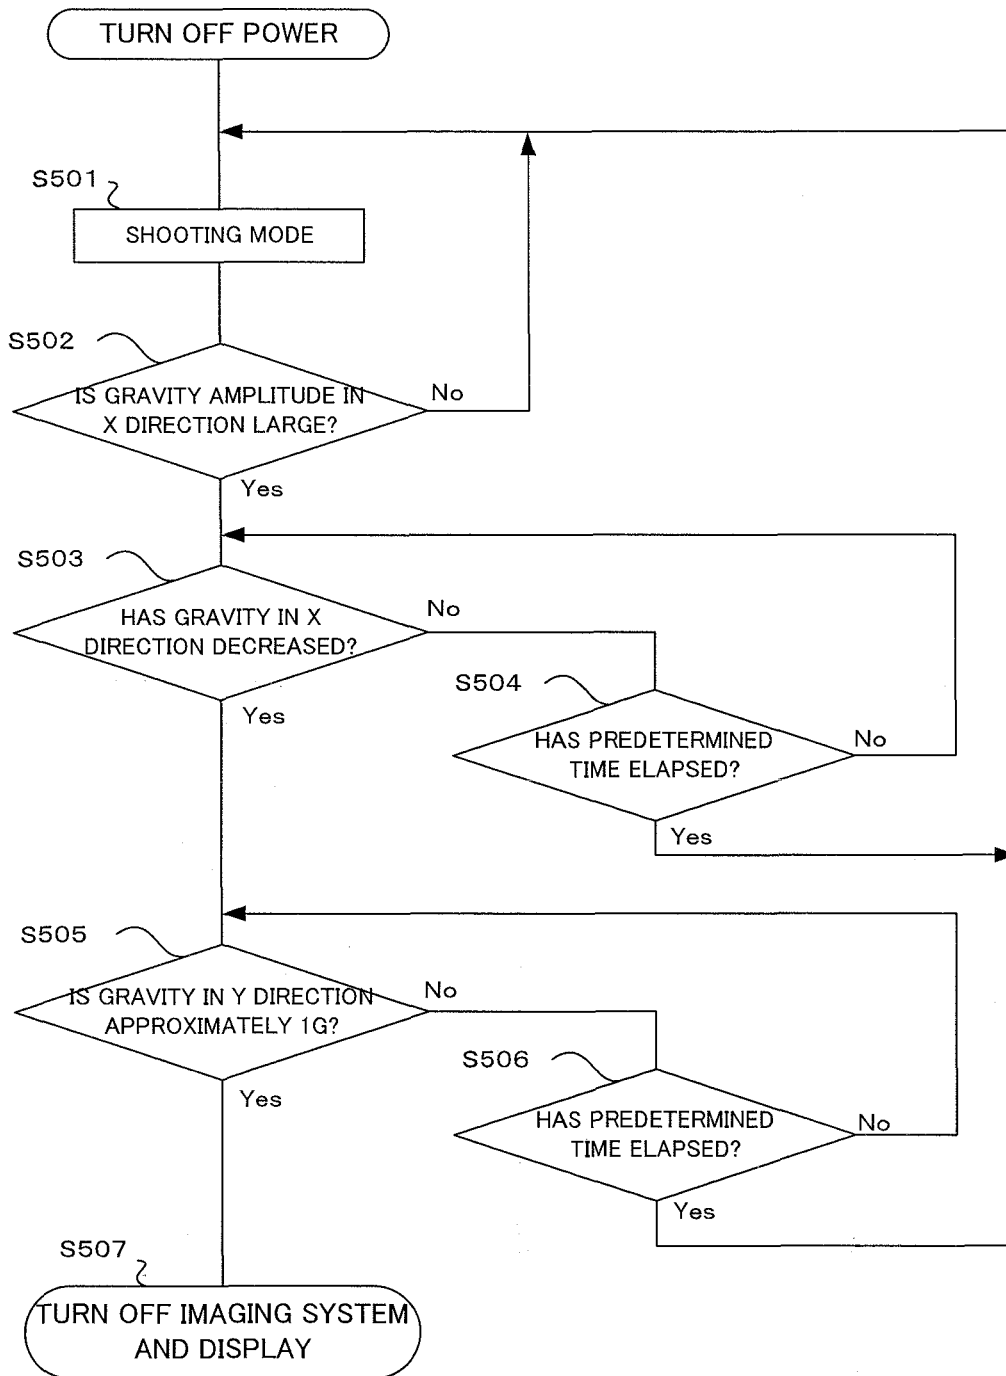 TURN OFF POWER
S501
SHOOTING MODE
S502
IS GRAVITY AMPLITUDE IN
X DIRECTION LARGE?
No
Yes
S503
HAS GRAVITY IN X
DIRECTION DECREASED?
No
Yes
S504
HAS PREDETERMINED
TIME ELAPSED?
No
Yes
S505
IS GRAVITY IN Y DIRECTION
APPROXIMATELY 1G?
No
Yes
S506
HAS PREDETERMINED
TIME ELAPSED?
No
Yes
S507
TURN OFF IMAGING SYSTEM
AND DISPLAY